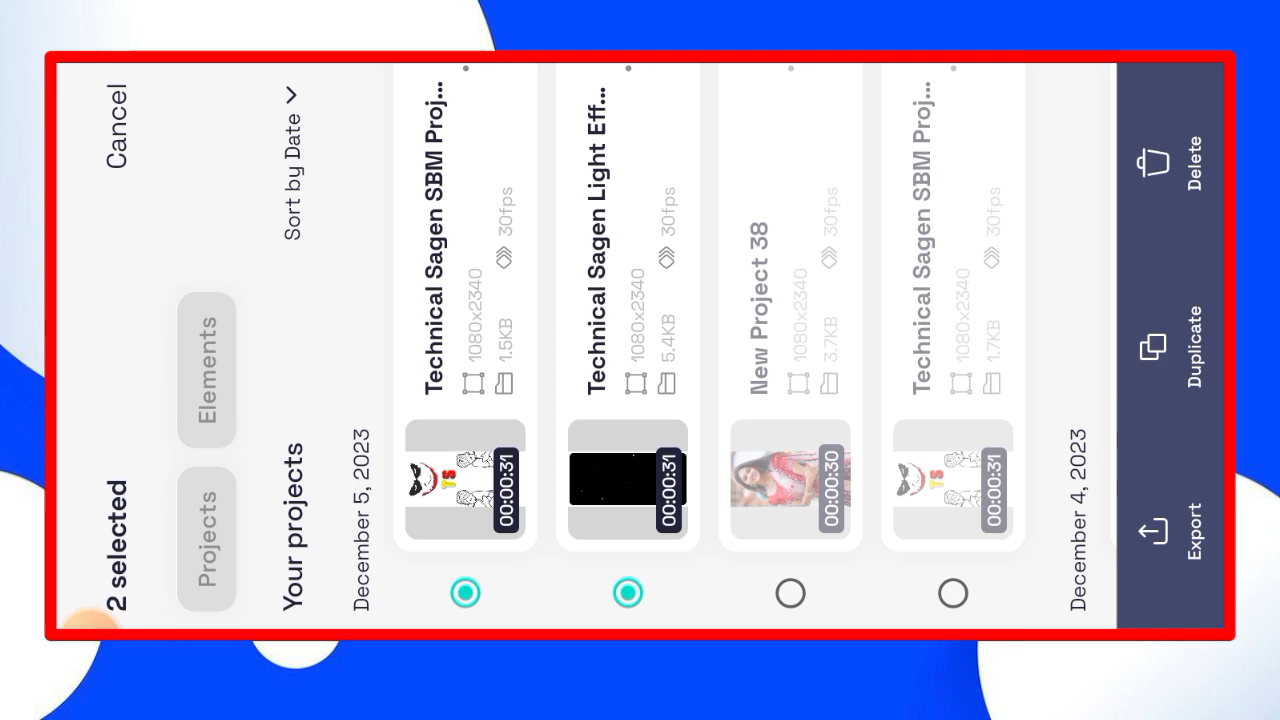 2 selected
Cancel
Projects
Elements
Your projects
Sort by Date
December 5, 2023
TS
00:00:31
Technical Sagen SBM Proj...
1080x2340
1.5KB
30fps
00:00:31
Technical Sagen Light Eff...
1080x2340
5.4KB
30fps
00:00:30
New Project 38
1080x2340
3.7KB
30fps
TS
00:00:31
Technical Sagen SBM Proj...
1080x2340
1.7KB
30fps
December 4, 2023
Export
Duplicate
Delete